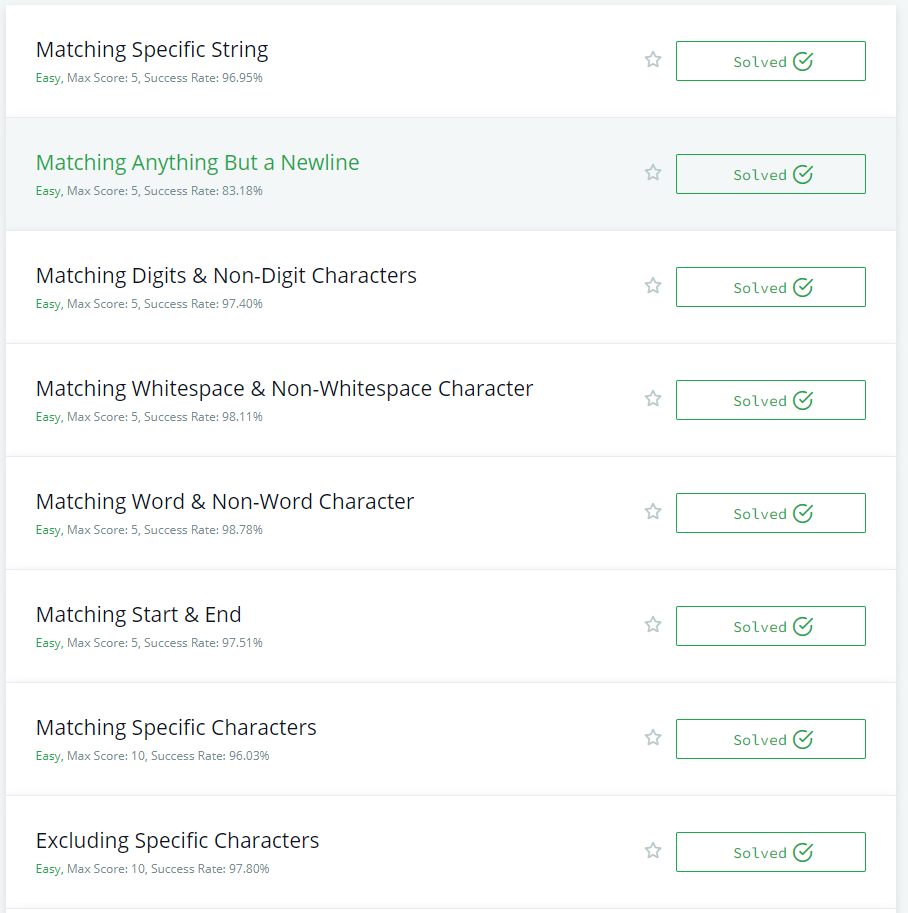 Matching Specific String
Easy, Max Score: 5, Success Rate: 96.95%
Solved
Matching Anything But a Newline
Easy, Max Score: 5, Success Rate: 83.18%
Solved
Matching Digits & Non-Digit Characters
Easy, Max Score: 5, Success Rate: 97.40%
Solved
Matching Whitespace & Non-Whitespace Character
Easy, Max Score: 5, Success Rate: 98.11%
Solved
Matching Word & Non-Word Character
Easy, Max Score: 5, Success Rate: 98.78%
Solved
Matching Start & End
Easy, Max Score: 5, Success Rate: 97.51%
Solved
Matching Specific Characters
Easy, Max Score: 10, Success Rate: 96.03%
Solved
Excluding Specific Characters
Easy, Max Score: 10, Success Rate: 97.80%
Solved